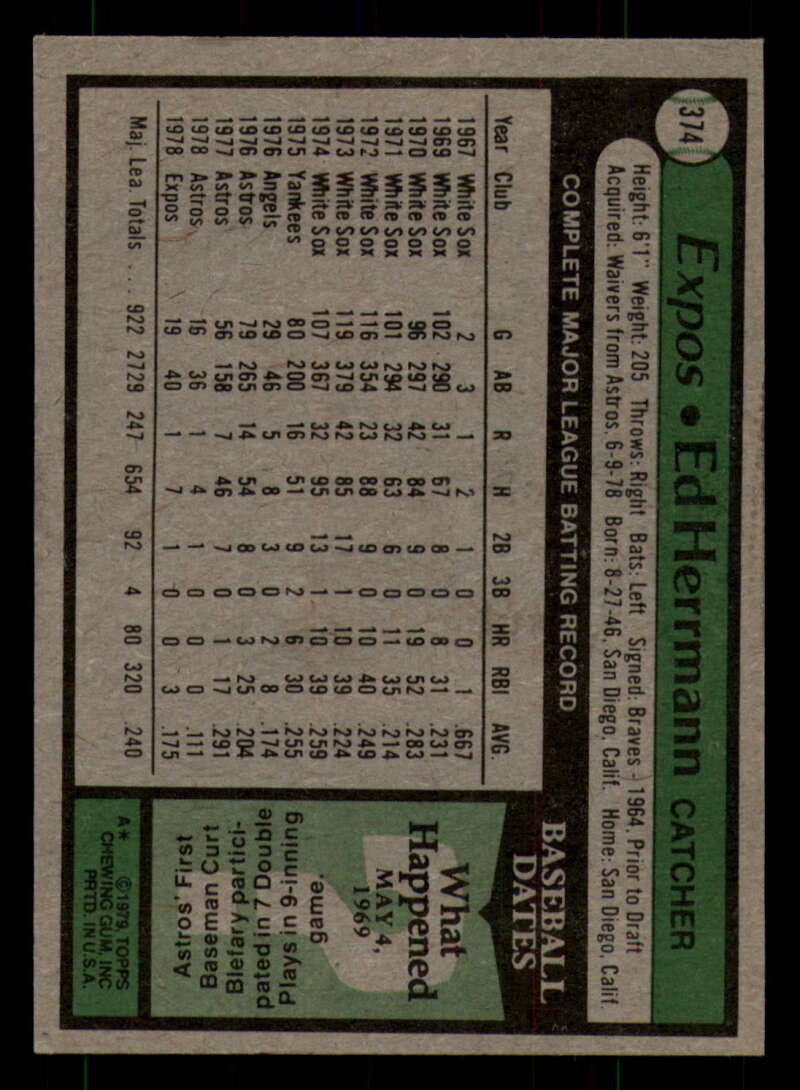 374
Expos • Ed Herrmann CATCHER
Height: 6'1" Weight: 205 Throws: Right Bats: Left Signed: Braves - 1964, Prior to Draft
Acquired: Waivers from Astros, 6-9-78 Born: 8-27-46, San Diego, Calif. Home: San Diego, Calif.
COMPLETE MAJOR LEAGUE BATTING RECORD
Year Club G AB R H 2B 3B HR RBI AVG.
1967 White Sox 2 3 1 2 1 0 0 1 .667
1969 White Sox 102 290 31 67 8 0 8 31 .231
1970 White Sox 96 297 42 84 9 0 19 52 .283
1971 White Sox 101 294 32 63 6 0 11 35 .214
1972 White Sox 116 354 23 88 9 0 10 40 .249
1973 White Sox 119 379 42 85 17 1 10 39 .224
1974 White Sox 107 367 32 95 13 1 10 39 .259
1975 Yankees 80 200 16 51 9 2 6 30 .255
1976 Angels 29 46 5 8 3 0 2 8 .174
1976 Astros 79 265 14 54 8 0 3 25 .204
1977 Astros 56 158 7 46 7 0 1 17 .291
1978 Astros 16 36 1 4 1 0 0 0 .111
1978 Expos 19 40 1 7 1 0 0 3 .175
Maj. Lea. Totals . . . 922 2729 247 654 92 4 80 320 .240
BASEBALL
DATES
What
Happened
MAY 4,
1969
Astros' First
Baseman Curt
Blefary partici-
pated in 7 Double
Plays in 9-inning
game.
A* ©1979, TOPPS
CHEWING GUM, INC
PRTD. IN U.S.A.